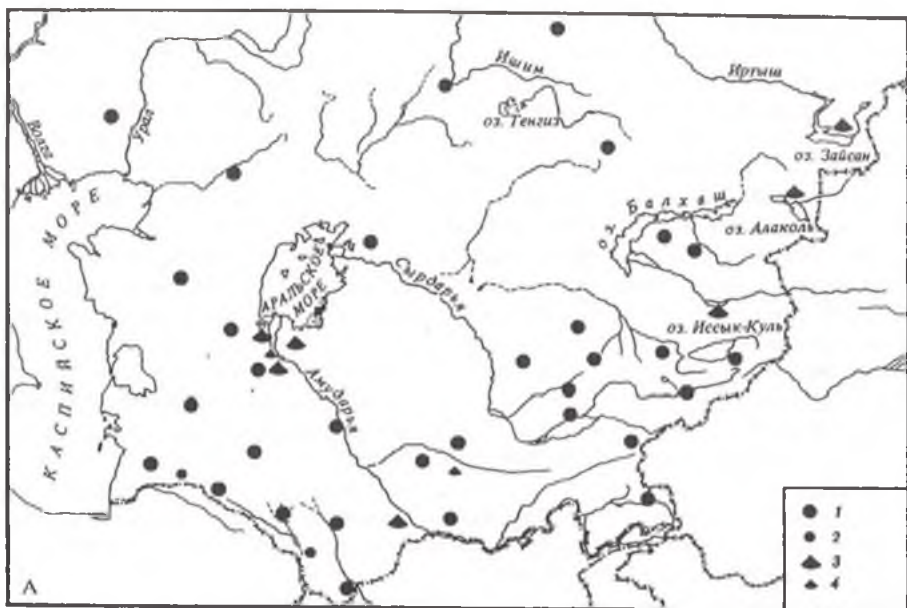 Ишим
Иртыш
оз. Тенгиз
Волга
Урал
оз. Зайсан
оз. Балхаш
оз. Алаколь
КАСПИЙСКОЕ МОРЕ
АРАЛЬСКОЕ
МОРЕ
Сырдарья
оз. Иссык-Куль
Амударья
1
2
3
4
А